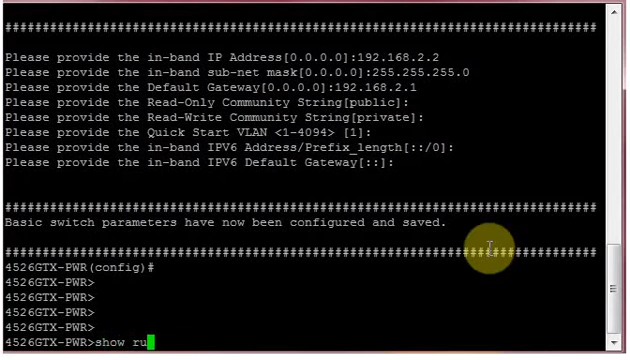 ################################################################################
Please provide the in-band IP Address[0.0.0.0]:192.168.2.2
Please provide the in-band sub-net mask[0.0.0.0]:255.255.255.0
Please provide the Default Gateway[0.0.0.0]:192.168.2.1
Please provide the Read-Only Community String[public]:
Please provide the Read-Write Community String[private]:
Please provide the Quick Start VLAN <1-4094> [1]:
Please provide the in-band IPV6 Address/Prefix_length[::/0]:
Please provide the in-band IPV6 Default Gateway[::]:
################################################################################
Basic switch parameters have now been configured and saved.
################################################################################
4526GTX-PWR(config)#
4526GTX-PWR>
4526GTX-PWR>
4526GTX-PWR>
4526GTX-PWR>
4526GTX-PWR>show ru